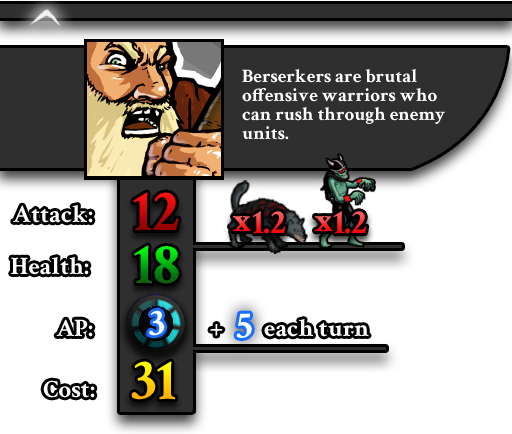 Berserkers are brutal
offensive warriors who
can rush through enemy
units.
Attack: 12 x1.2 x1.2
Health: 18
AP: 3 + 5 each turn
Cost: 31